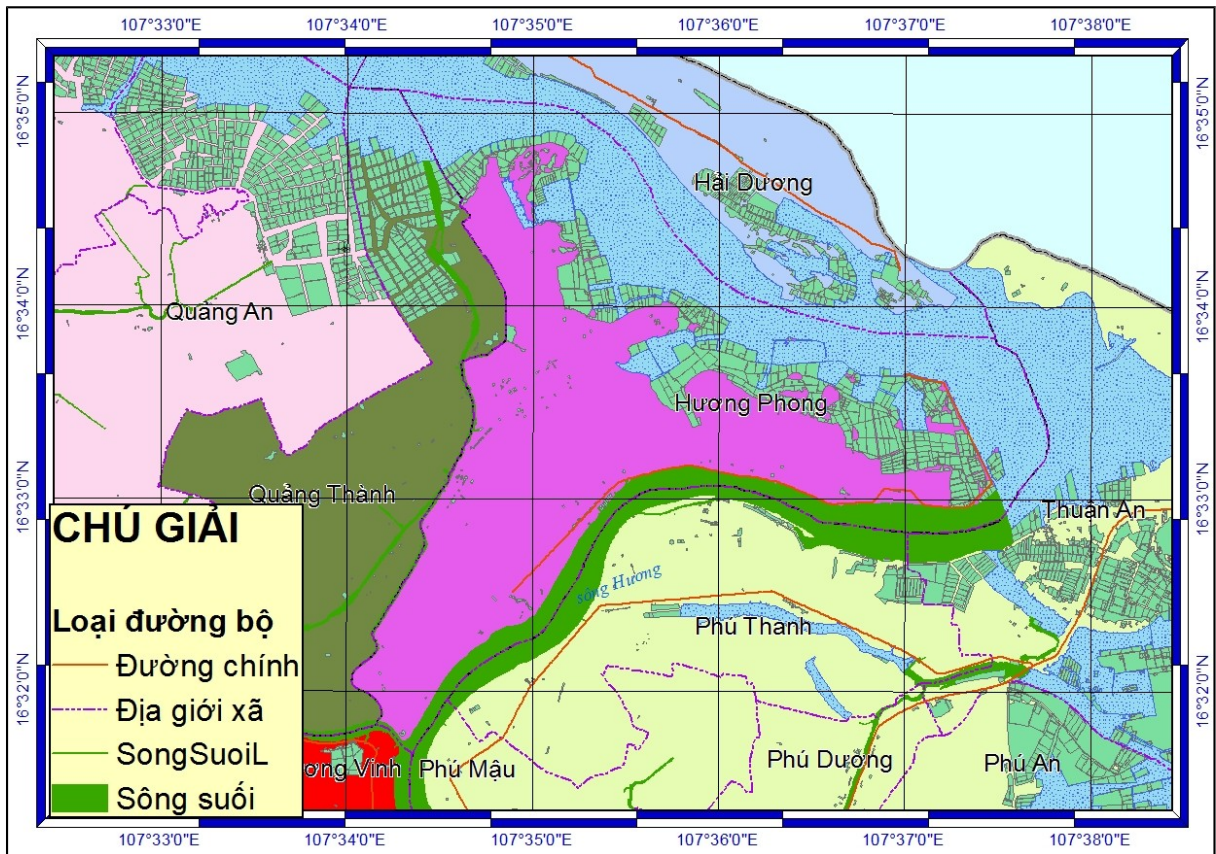 107°33'0"E 107°34'0"E 107°35'0"E 107°36'0"E 107°37'0"E 107°38'0"E
16°35'0"N 16°35'0"N
Hải Dương
16°34'0"N 16°34'0"N
Quảng An
Hương Phong
Quảng Thành
16°33'0"N 16°33'0"N
Thuận An
sông Hương
Phú Thanh
16°32'0"N 16°32'0"N
ương Vinh
Phú Mậu
Phú Dương
Phú An
CHÚ GIẢI
Loại đường bộ
Đường chính
Địa giới xã
SongSuoiL
Sông suối
107°33'0"E 107°34'0"E 107°35'0"E 107°36'0"E 107°37'0"E 107°38'0"E